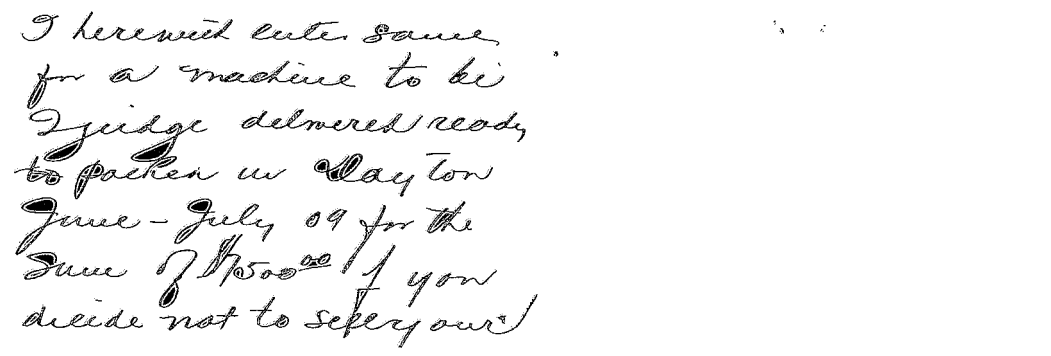 I herewith enter same
for a machine to be
I judge delivered ready
to packed in Dayton
June - July 09 for the
Sum of $7500.00 If you
decide not to sell your